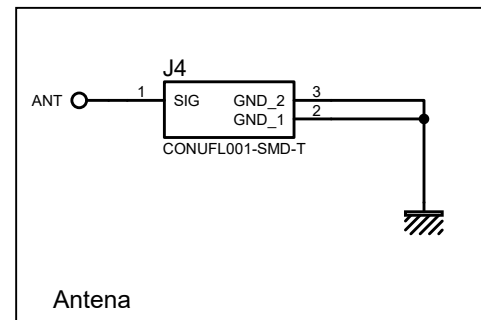 J4
ANT
1
SIG
GND_2
3
GND_1
2
CONUFL001-SMD-T
Antena